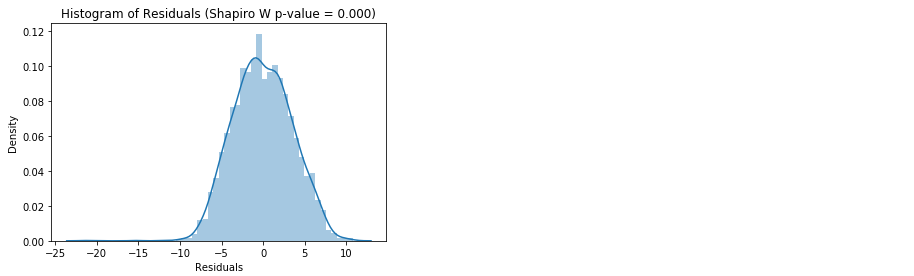 Histogram of Residuals (Shapiro W p-value = 0.000)
0.12
0.10
0.08
0.06
0.04
0.02
0.00
Density
−25 −20 −15 −10 −5 0 5 10
Residuals